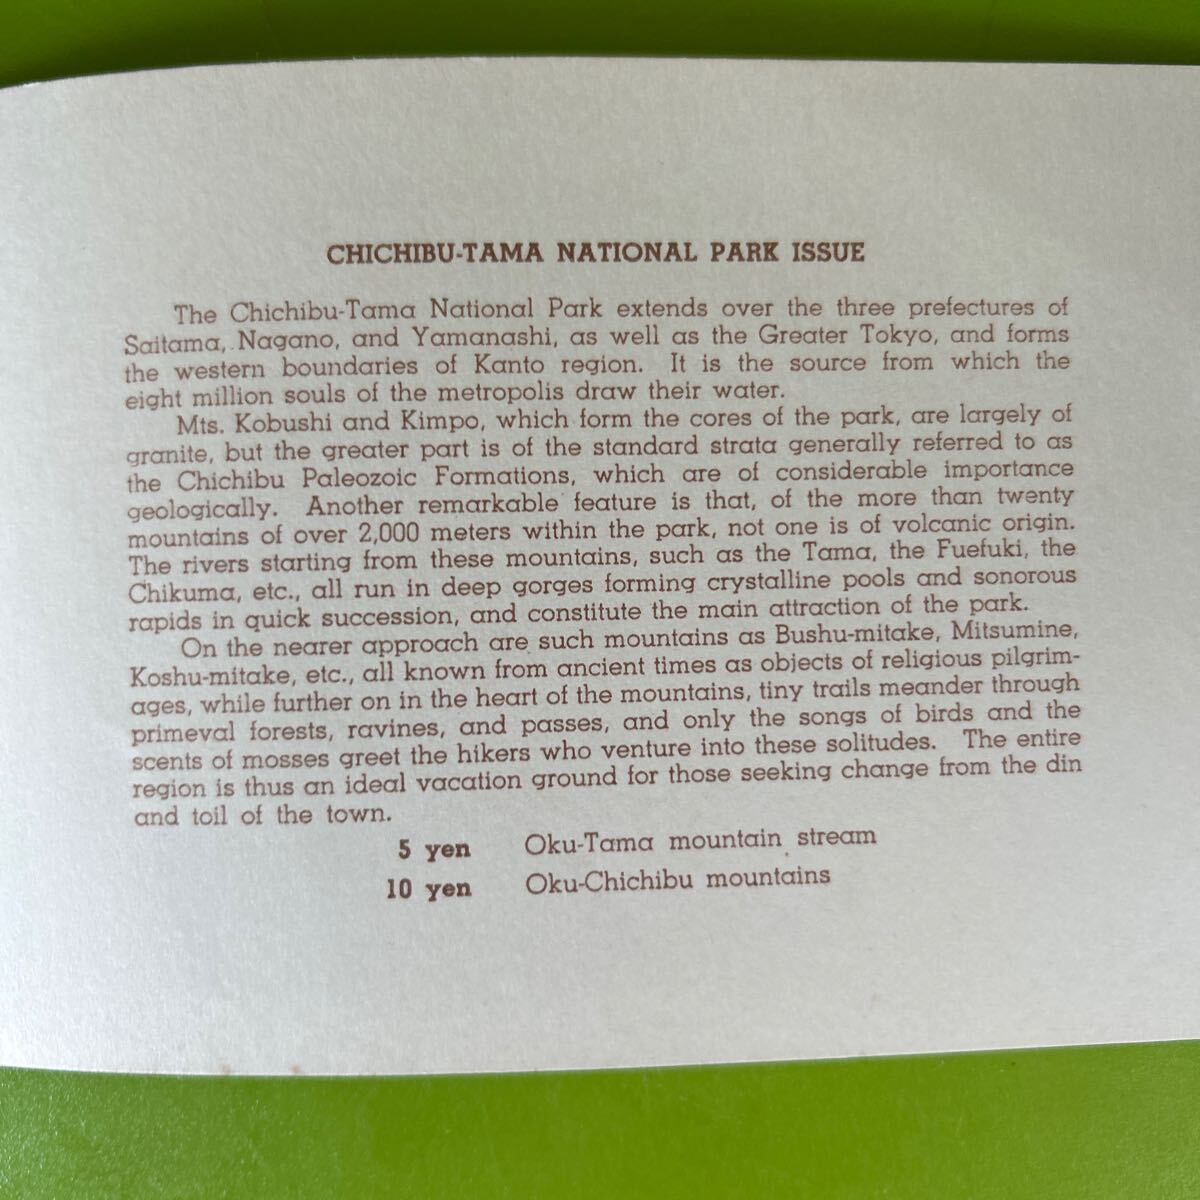 CHICHIBU-TAMA NATIONAL PARK ISSUE
The Chichibu-Tama National Park extends over the three prefectures of
Saitama, Nagano, and Yamanashi, as well as the Greater Tokyo, and forms
the western boundaries of Kanto region. It is the source from which the
eight million souls of the metropolis draw their water.
Mts. Kobushi and Kimpo, which form the cores of the park, are largely of
granite, but the greater part is of the standard strata generally referred to as
the Chichibu Paleozoic Formations, which are of considerable importance
geologically. Another remarkable feature is that, of the more than twenty
mountains of over 2,000 meters within the park, not one is of volcanic origin.
The rivers starting from these mountains, such as the Tama, the Fuefuki, the
Chikuma, etc., all run in deep gorges forming crystalline pools and sonorous
rapids in quick succession, and constitute the main attraction of the park.
On the nearer approach are such mountains as Bushu-mitake, Mitsumine,
Koshu-mitake, etc., all known from ancient times as objects of religious pilgrim-
ages, while further on in the heart of the mountains, tiny trails meander through
primeval forests, ravines, and passes, and only the songs of birds and the
scents of mosses greet the hikers who venture into these solitudes. The entire
region is thus an ideal vacation ground for those seeking change from the din
and toil of the town.
5 yen Oku-Tama mountain stream
10 yen Oku-Chichibu mountains